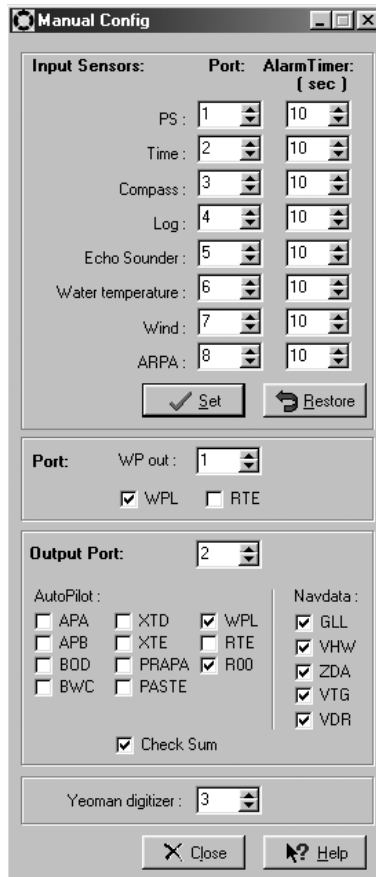 Manual Config
Input Sensors: Port: AlarmTimer:
( sec )
PS : 1 10
Time : 2 10
Compass : 3 10
Log : 4 10
Echo Sounder : 5 10
Water temperature : 6 10
Wind : 7 10
ARPA : 8 10
Set Restore
Port: WP out : 1
WPL RTE
Output Port: 2
AutoPilot : Navdata :
APA XTD WPL GLL
APB XTE RTE VHW
BOD PRAPA R00 ZDA
BWC PASTE VTG
VDR
Check Sum
Yeoman digitizer : 3
Close ? Help